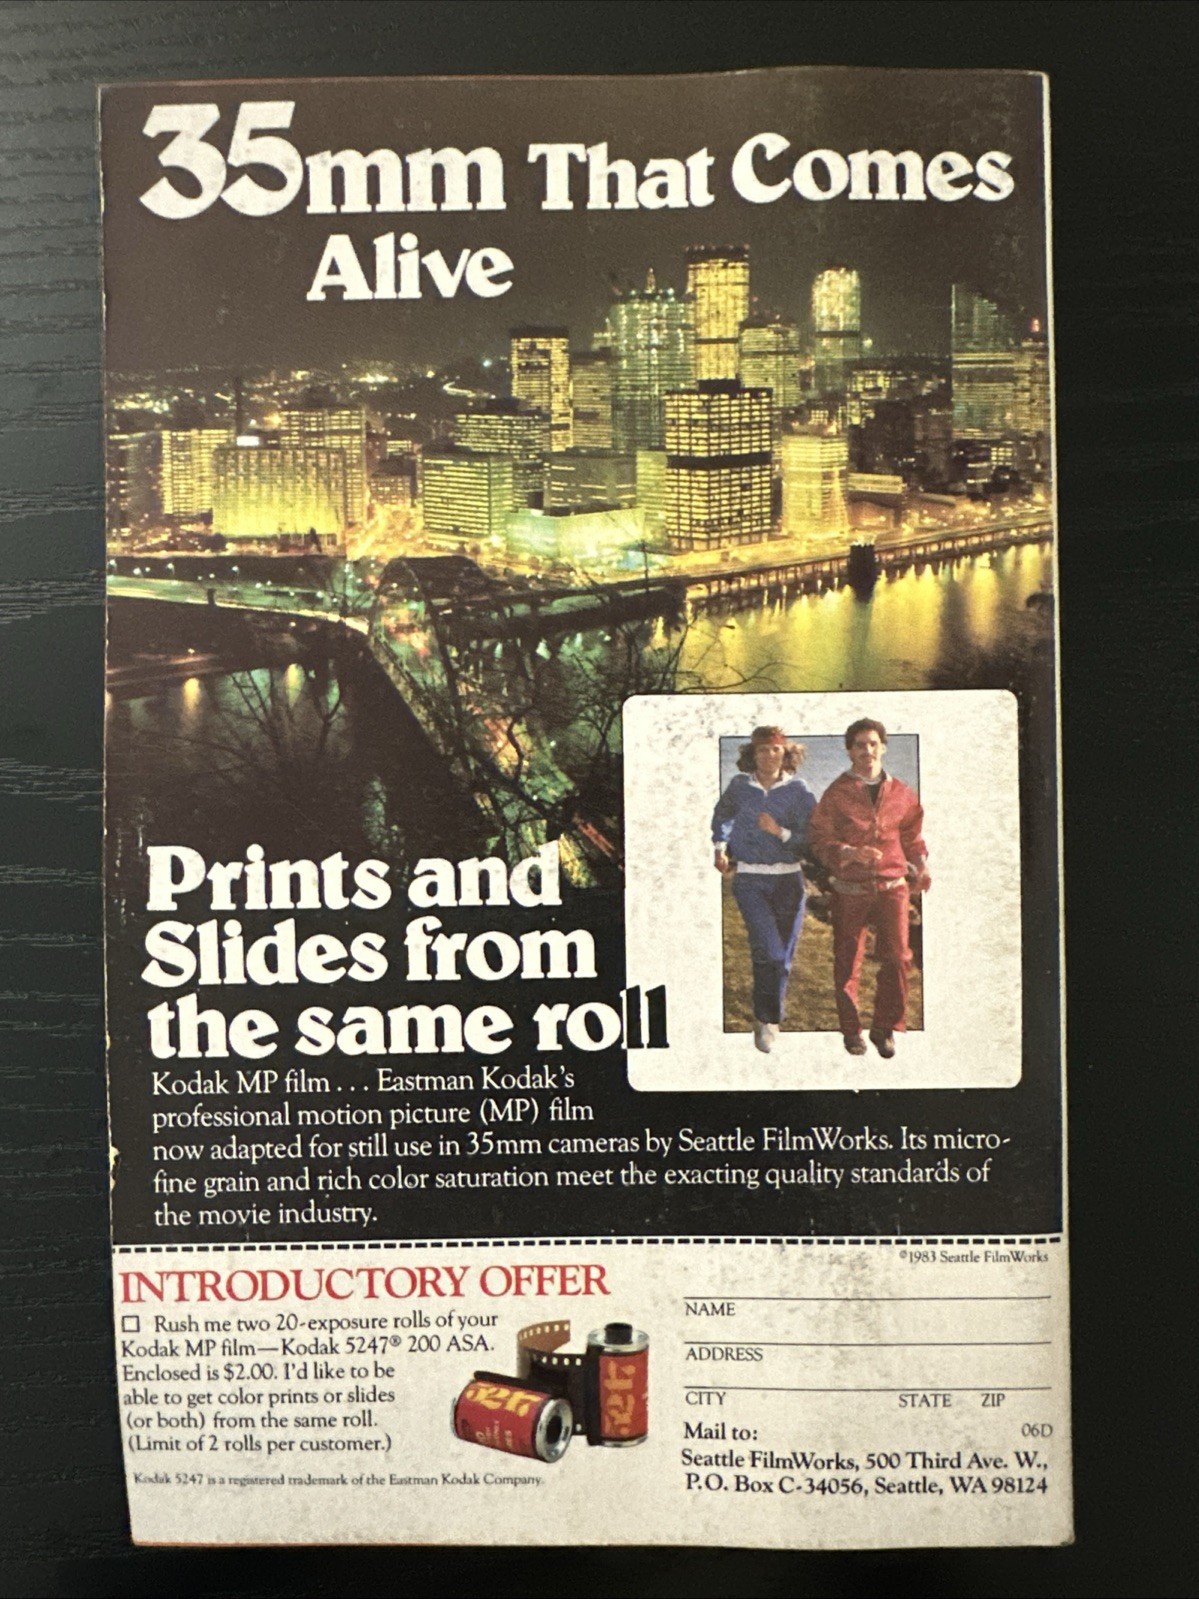 35mm That Comes
Alive
Prints and
Slides from
the same roll
Kodak MP film . . . Eastman Kodak's
professional motion picture (MP) film
now adapted for still use in 35mm cameras by Seattle FilmWorks. Its micro-
fine grain and rich color saturation meet the exacting quality standards of
the movie industry.
©1983 Seattle FilmWorks
INTRODUCTORY OFFER
☐ Rush me two 20-exposure rolls of your
Kodak MP film—Kodak 5247® 200 ASA.
Enclosed is $2.00. I'd like to be
able to get color prints or slides
(or both) from the same roll.
(Limit of 2 rolls per customer.)
Kodak 5247 is a registered trademark of the Eastman Kodak Company.
NAME
ADDRESS
CITY STATE ZIP
Mail to: 06D
Seattle FilmWorks, 500 Third Ave. W.,
P.O. Box C-34056, Seattle, WA 98124